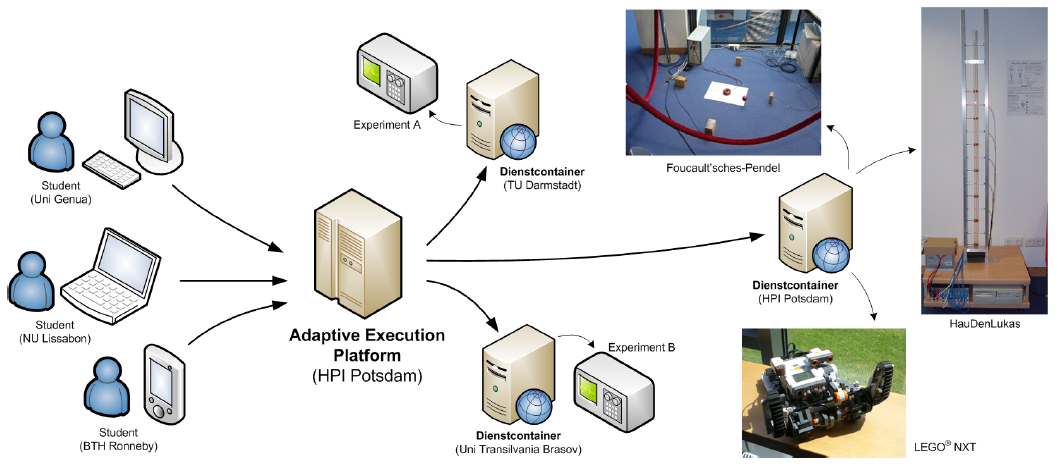 Student
(Uni Genua)
Student
(NU Lissabon)
Student
(BTH Ronneby)
Adaptive Execution
Platform
(HPI Potsdam)
Experiment A
Dienstcontainer
(TU Darmstadt)
Experiment B
Dienstcontainer
(Uni Transilvania Brasov)
Foucault'sches-Pendel
Dienstcontainer
(HPI Potsdam)
HauDenLukas
LEGO® NXT